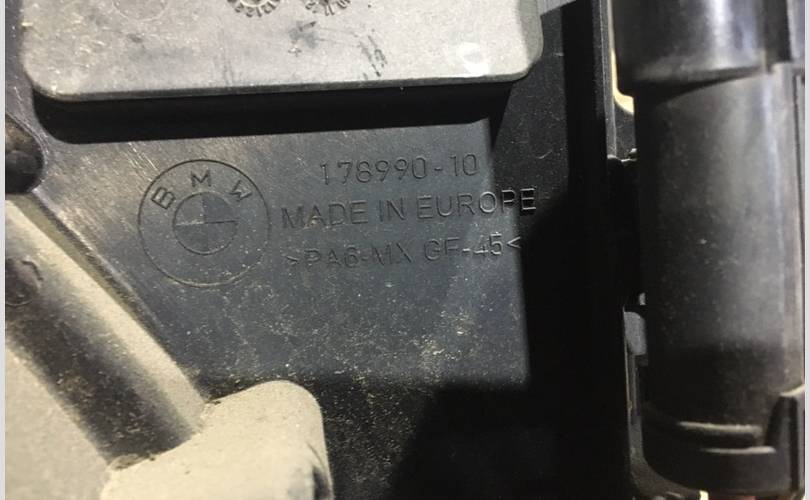 BMW
178990-10
MADE IN EUROPE
>PA6-MX GF-45<